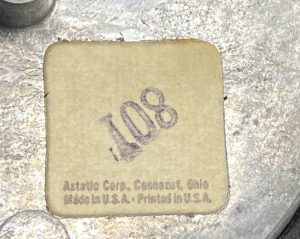 108
Astatic Corp., Conneaut, Ohio
Made in U.S.A. · Printed in U.S.A.